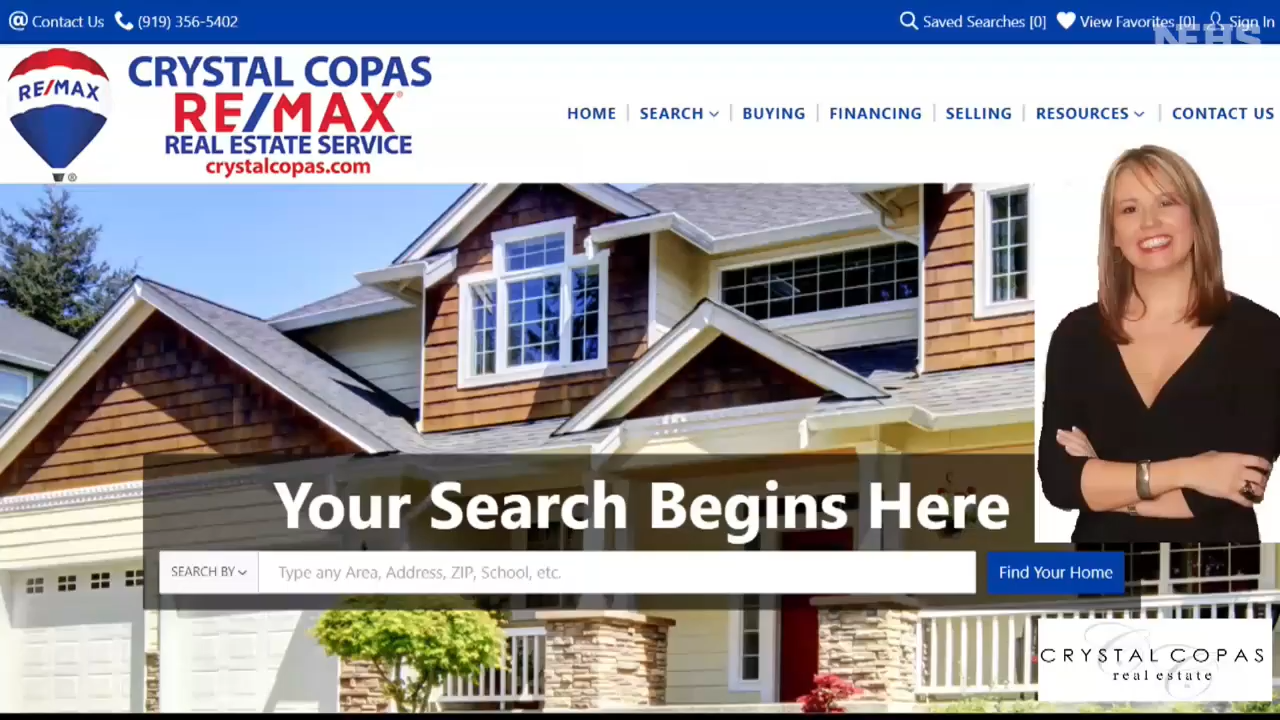 @ Contact Us (919) 356-5402
Saved Searches [0] View Favorites [0] Sign In
NFHS
RE/MAX
®
CRYSTAL COPAS
RE/MAX®
REAL ESTATE SERVICE
crystalcopas.com
HOME SEARCH BUYING FINANCING SELLING RESOURCES CONTACT US
Your Search Begins Here
SEARCH BY Type any Area, Address, ZIP, School, etc. Find Your Home
CRYSTAL COPAS
real estate